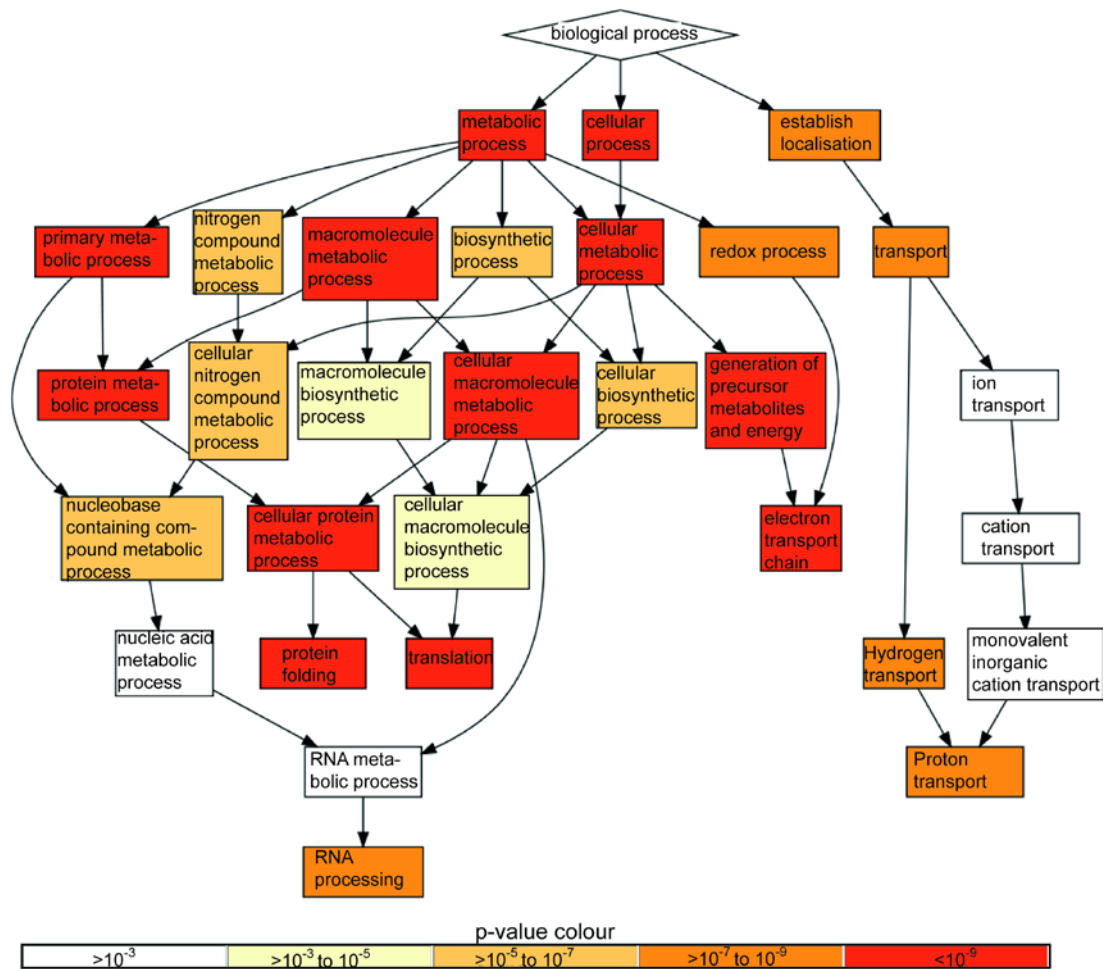 biological process
metabolic
process
cellular
process
establish
localisation
primary meta-
bolic process
nitrogen
compound
metabolic
process
macromolecule
metabolic
process
biosynthetic
process
cellular
metabolic
process
redox process
transport
protein meta-
bolic process
cellular
nitrogen
compound
metabolic
process
macromolecule
biosynthetic
process
cellular
macromolecule
metabolic
process
cellular
biosynthetic
process
generation of
precursor
metabolites
and energy
ion
transport
nucleobase
containing com-
pound metabolic
process
cellular protein
metabolic
process
cellular
macromolecule
biosynthetic
process
electron
transport
chain
cation
transport
nucleic acid
metabolic
process
protein
folding
translation
Hydrogen
transport
monovalent
inorganic
cation transport
RNA meta-
bolic process
Proton
transport
RNA
processing
p-value colour
>10⁻³ >10⁻³ to 10⁻⁵ >10⁻⁵ to 10⁻⁷ >10⁻⁷ to 10⁻⁹ <10⁻⁹